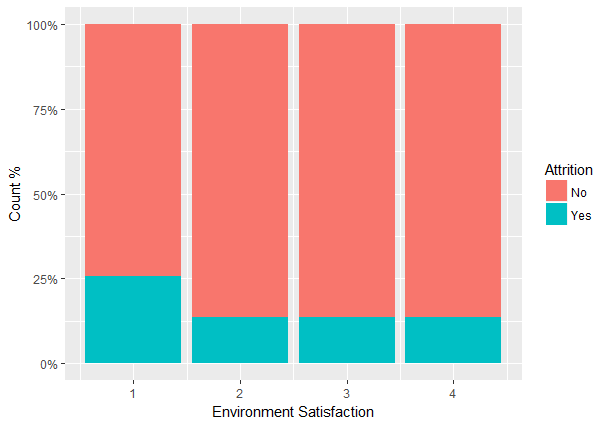 100%
75%
50%
25%
0%
Count %
1 2 3 4
Environment Satisfaction
Attrition
No
Yes